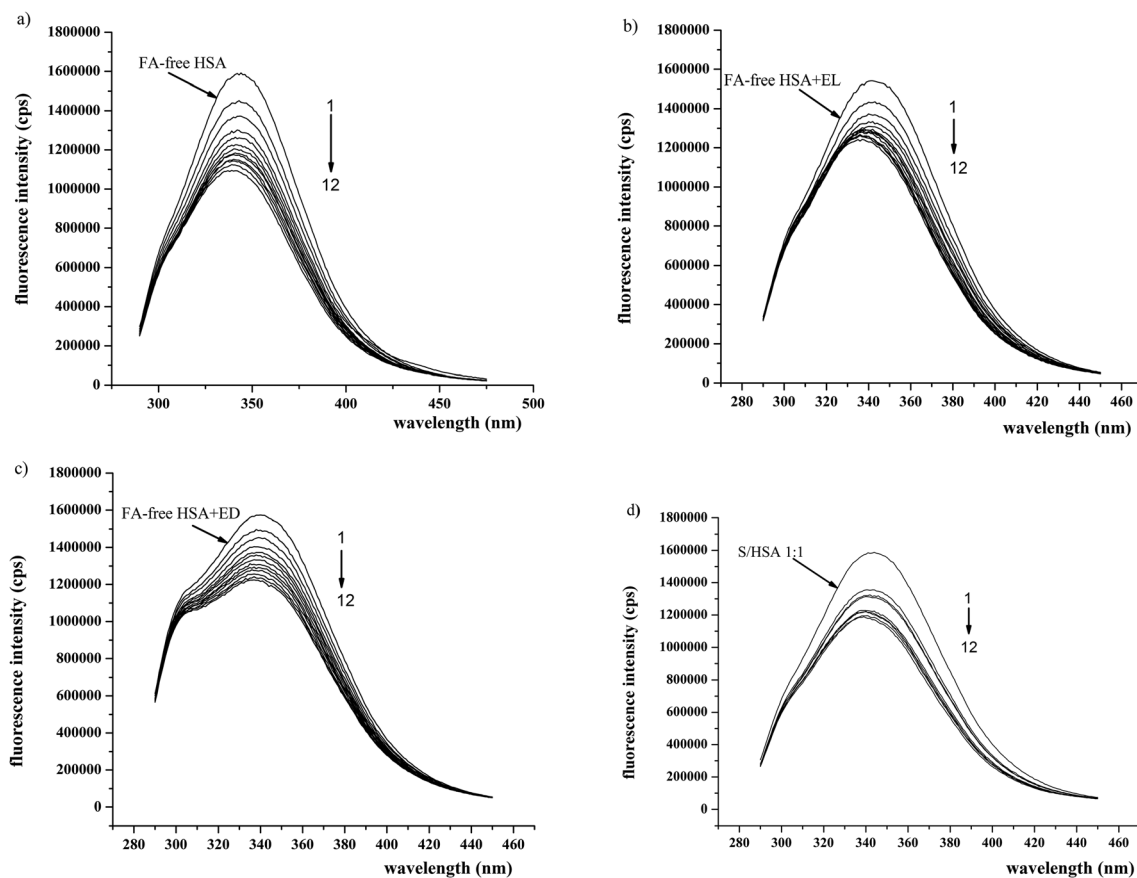 a)
1800000
1600000
1400000
1200000
1000000
800000
600000
400000
200000
0
fluorescence intensity (cps)
FA-free HSA
1
12
300 350 400 450 500
wavelength (nm)
b)
1800000
1600000
1400000
1200000
1000000
800000
600000
400000
200000
0
fluorescence intensity (cps)
FA-free HSA+EL
1
12
280 300 320 340 360 380 400 420 440 460
wavelength (nm)
c)
1800000
1600000
1400000
1200000
1000000
800000
600000
400000
200000
0
fluorescence intensity (cps)
FA-free HSA+ED
1
12
280 300 320 340 360 380 400 420 440 460
wavelength (nm)
d)
1800000
1600000
1400000
1200000
1000000
800000
600000
400000
200000
0
fluorescence intensity (cps)
S/HSA 1:1
1
12
280 300 320 340 360 380 400 420 440 460
wavelength (nm)